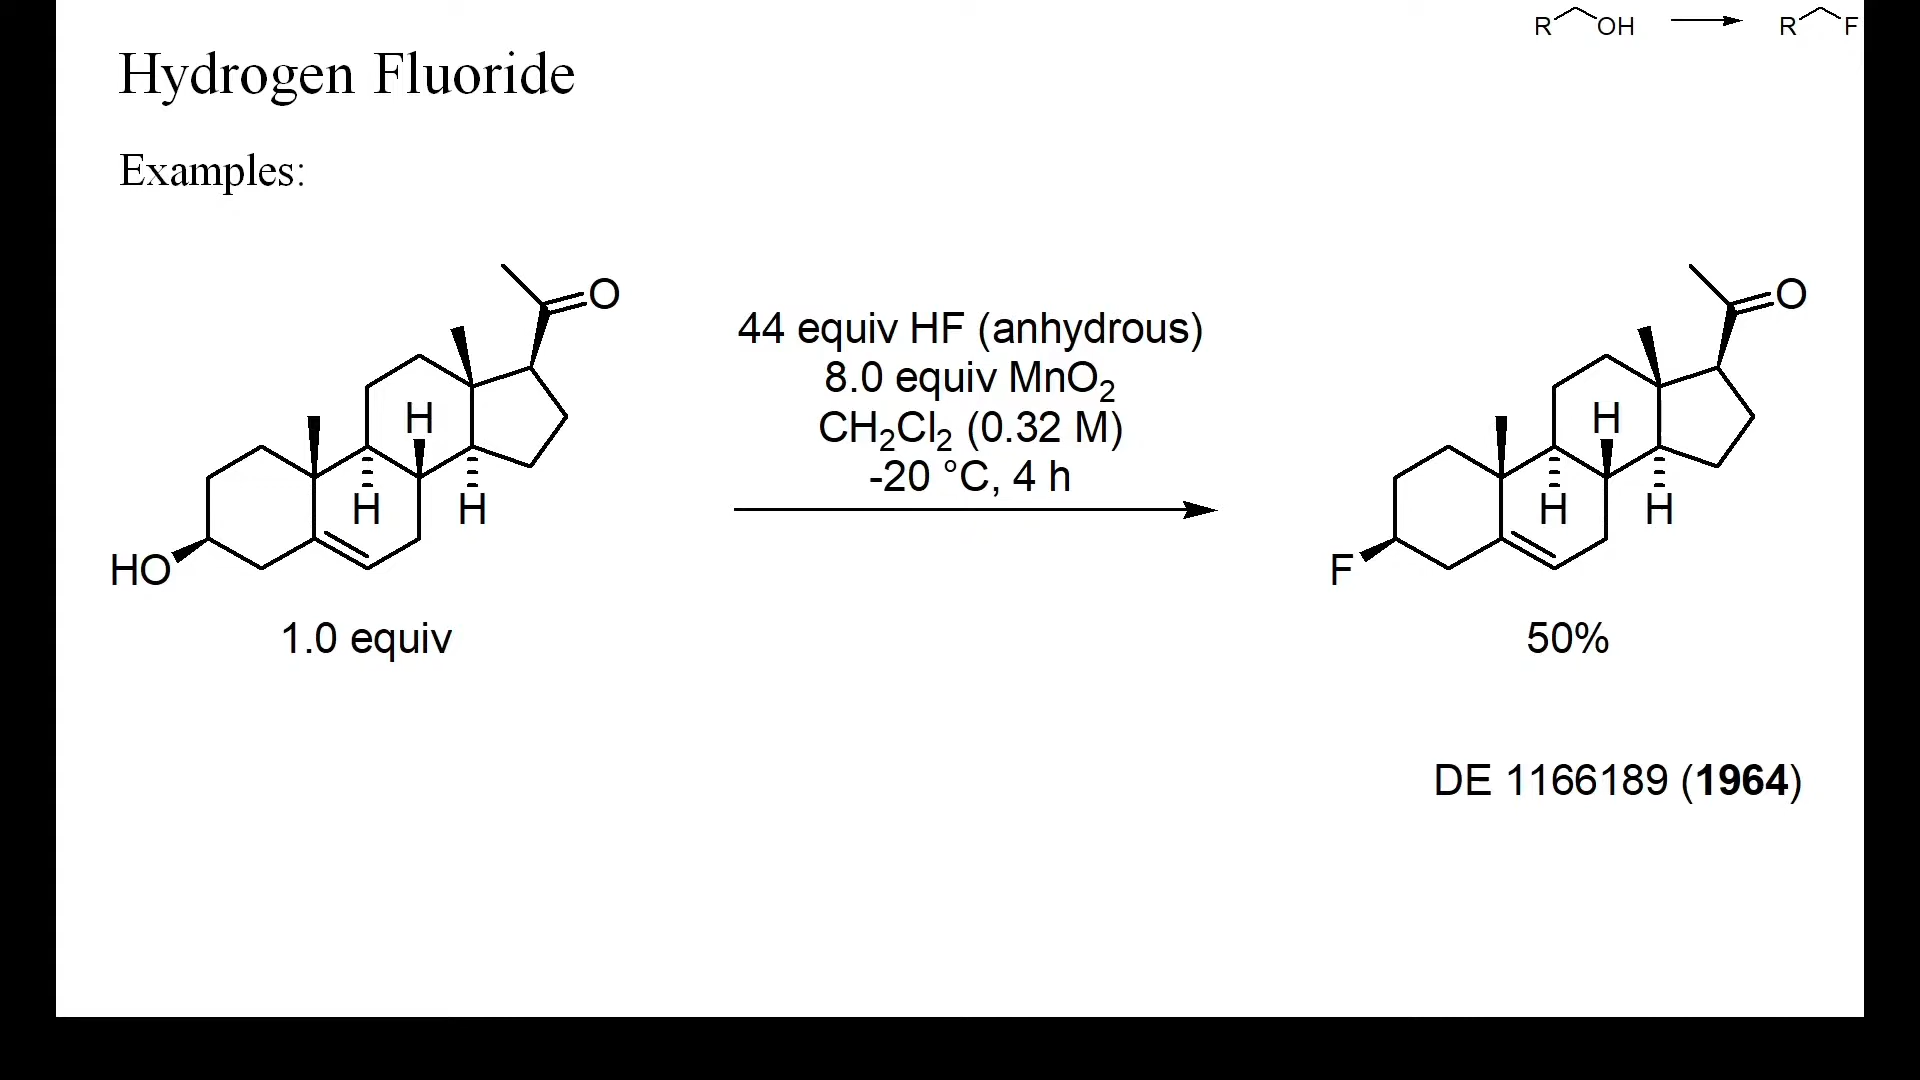 R OH R F
Hydrogen Fluoride
Examples:
O
H
H
H
HO
1.0 equiv
44 equiv HF (anhydrous)
8.0 equiv MnO₂
CH₂Cl₂ (0.32 M)
-20 °C, 4 h
O
H
H
H
F
50%
DE 1166189 (1964)